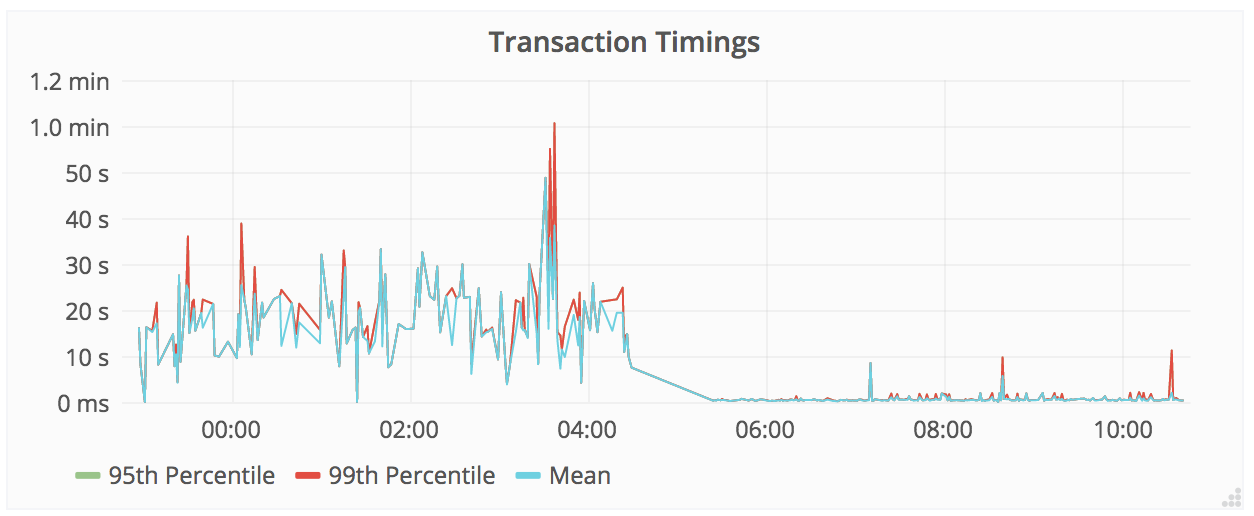 Transaction Timings
1.2 min
1.0 min
50 s
40 s
30 s
20 s
10 s
0 ms
00:00 02:00 04:00 06:00 08:00 10:00
95th Percentile 99th Percentile Mean